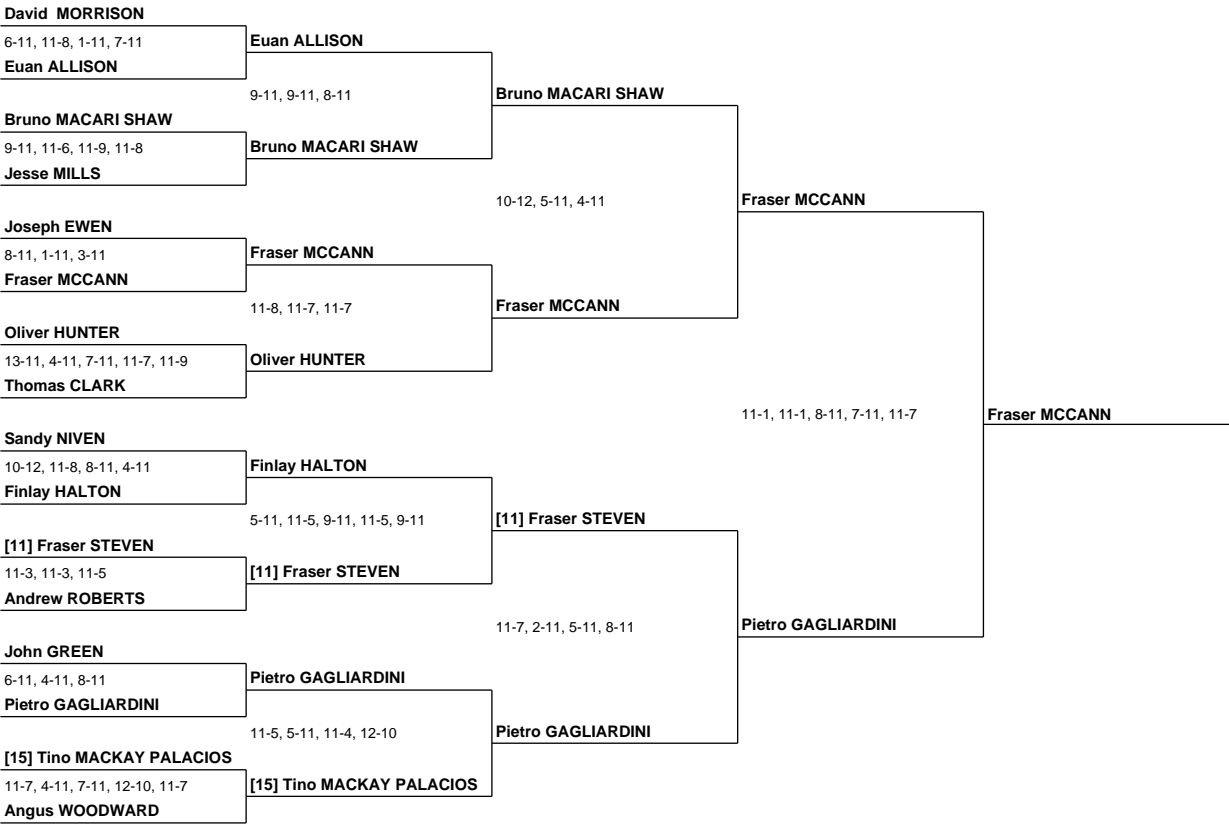 David  MORRISON
6-11, 11-8, 1-11, 7-11
Euan ALLISON
Euan ALLISON
9-11, 9-11, 8-11
Bruno MACARI SHAW
Bruno MACARI SHAW
9-11, 11-6, 11-9, 11-8
Bruno MACARI SHAW
Jesse MILLS
10-12, 5-11, 4-11
Fraser MCCANN
Joseph EWEN
8-11, 1-11, 3-11
Fraser MCCANN
Fraser MCCANN
11-8, 11-7, 11-7
Fraser MCCANN
Oliver HUNTER
13-11, 4-11, 7-11, 11-7, 11-9
Oliver HUNTER
Thomas CLARK
11-1, 11-1, 8-11, 7-11, 11-7
Fraser MCCANN
Sandy NIVEN
10-12, 11-8, 8-11, 4-11
Finlay HALTON
Finlay HALTON
5-11, 11-5, 9-11, 11-5, 9-11
[11] Fraser STEVEN
[11] Fraser STEVEN
11-3, 11-3, 11-5
[11] Fraser STEVEN
Andrew ROBERTS
11-7, 2-11, 5-11, 8-11
Pietro GAGLIARDINI
John GREEN
6-11, 4-11, 8-11
Pietro GAGLIARDINI
Pietro GAGLIARDINI
11-5, 5-11, 11-4, 12-10
Pietro GAGLIARDINI
[15] Tino MACKAY PALACIOS
11-7, 4-11, 7-11, 12-10, 11-7
[15] Tino MACKAY PALACIOS
Angus WOODWARD